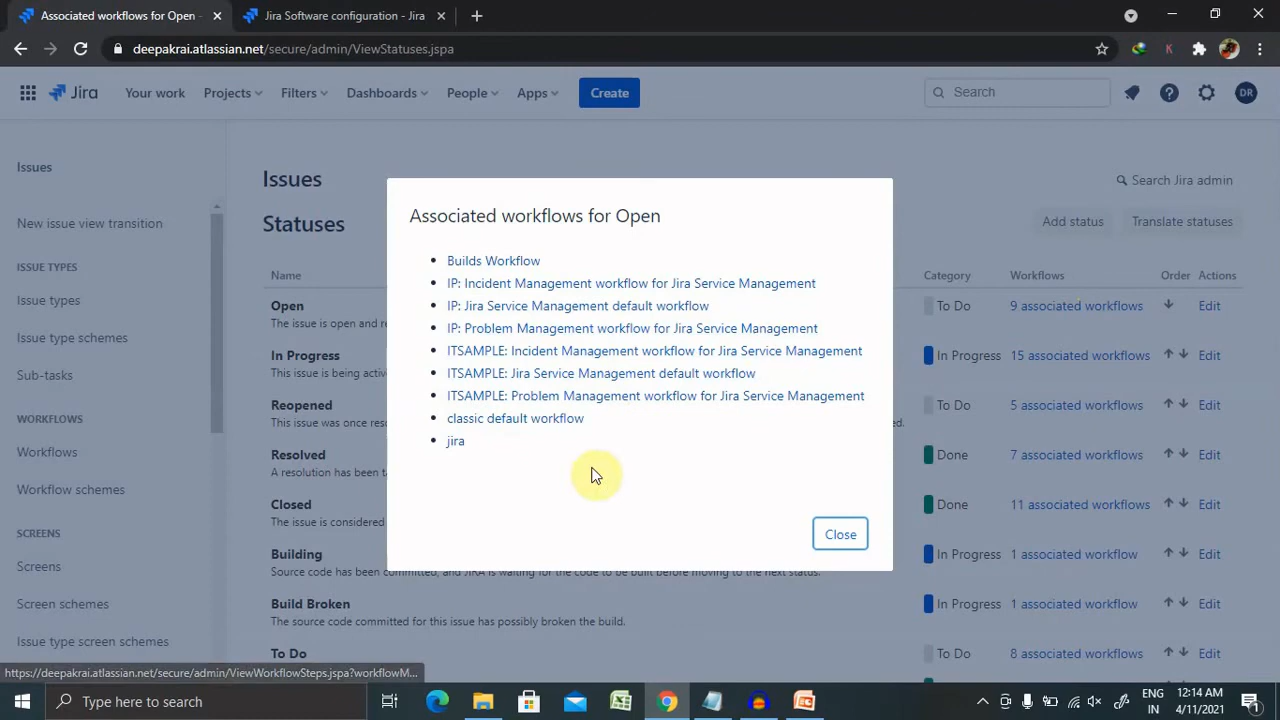 Associated workflows for Open -
Jira Software configuration - Jira
deepakrai.atlassian.net/secure/admin/ViewStatuses.jspa
K
Jira
Your work
Projects
Filters
Dashboards
People
Apps
Create
Search
DR
Issues
New issue view transition
ISSUE TYPES
Issue types
Issue type schemes
Sub-tasks
WORKFLOWS
Workflows
Workflow schemes
SCREENS
Screens
Screen schemes
Issue type screen schemes
Issues
Search Jira admin
Statuses
Add status
Translate statuses
Name
Category
Workflows
Order
Actions
Open
The issue is open and re
To Do
9 associated workflows
Edit
In Progress
This issue is being active
In Progress
15 associated workflows
Edit
Reopened
This issue was once reso
To Do
5 associated workflows
Edit
Resolved
A resolution has been ta
Done
7 associated workflows
Edit
Closed
The issue is considered
Done
11 associated workflows
Edit
Building
Source code has been committed, and JIRA is waiting for the code to be built before moving to the next status.
In Progress
1 associated workflow
Edit
Build Broken
The source code committed for this issue has possibly broken the build.
In Progress
1 associated workflow
Edit
To Do
To Do
8 associated workflows
Edit
Associated workflows for Open
Builds Workflow
IP: Incident Management workflow for Jira Service Management
IP: Jira Service Management default workflow
IP: Problem Management workflow for Jira Service Management
ITSAMPLE: Incident Management workflow for Jira Service Management
ITSAMPLE: Jira Service Management default workflow
ITSAMPLE: Problem Management workflow for Jira Service Management
classic default workflow
jira
Close
https://deepakrai.atlassian.net/secure/admin/ViewWorkflowSteps.jspa?workflowM...
Type here to search
ENG
IN
12:14 AM
4/11/2021
1